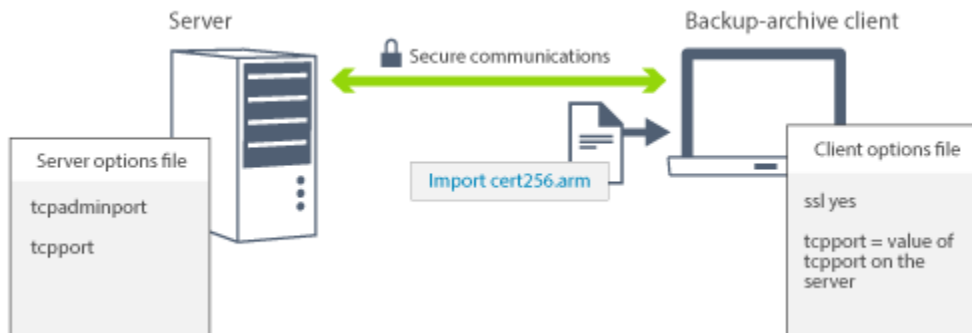 Server
Backup-archive client
Secure communications
Server options file
tcpadminport
tcpport
Import cert256.arm
Client options file
ssl yes
tcpport = value of
tcpport on the
server